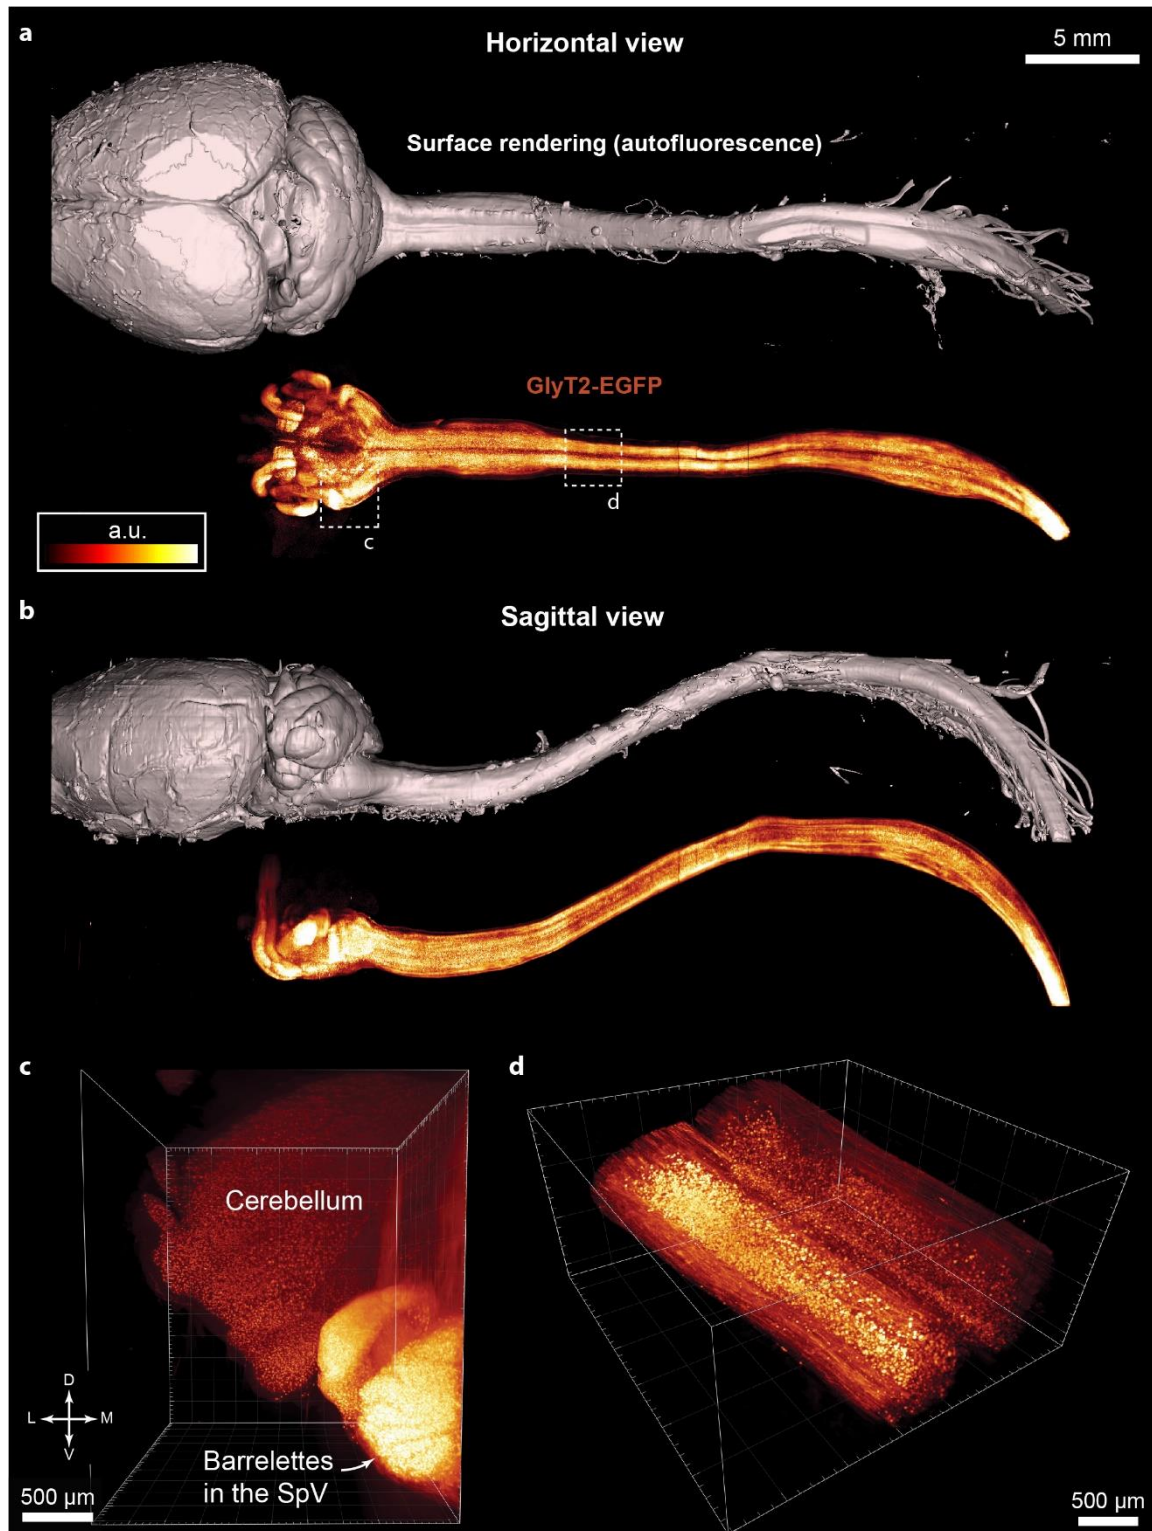 a
Horizontal view
5 mm
Surface rendering (autofluorescence)
GlyT2-EGFP
d
c
a.u.
b
Sagittal view
c
d
Cerebellum
D
L
M
V
Barrelettes
in the SpV
500 µm
500 µm